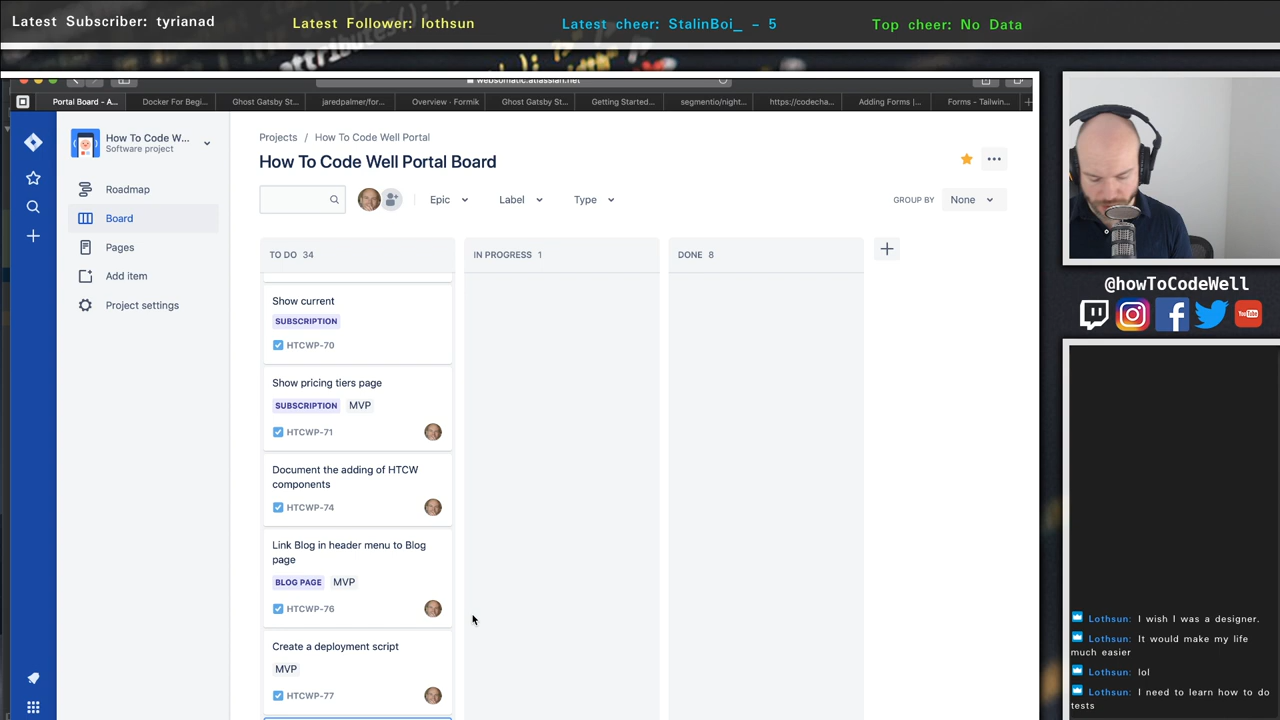 Latest Subscriber: tyrianad
Latest Follower: lothsun
Latest cheer: StalinBoi_ - 5
Top cheer: No Data
websomatic.atlassian.net
Portal Board - A...
Docker For Begi...
Ghost Gatsby St...
jaredpalmer/for...
Overview · Formik
Ghost Gatsby St...
Getting Started...
segmentio/night...
https://codecha...
Adding Forms |...
Forms - Tailwin...
How To Code W...
Software project
Roadmap
Board
Pages
Add item
Project settings
Projects / How To Code Well Portal
How To Code Well Portal Board
Epic
Label
Type
GROUP BY
None
TO DO 34
IN PROGRESS 1
DONE 8
Show current
SUBSCRIPTION
HTCWP-70
Show pricing tiers page
SUBSCRIPTION MVP
HTCWP-71
Document the adding of HTCW
components
HTCWP-74
Link Blog in header menu to Blog
page
BLOG PAGE MVP
HTCWP-76
Create a deployment script
MVP
HTCWP-77
@howToCodeWell
You Tube
Lothsun: I wish I was a designer.
Lothsun: It would make my life
much easier
Lothsun: lol
Lothsun: I need to learn how to do
tests